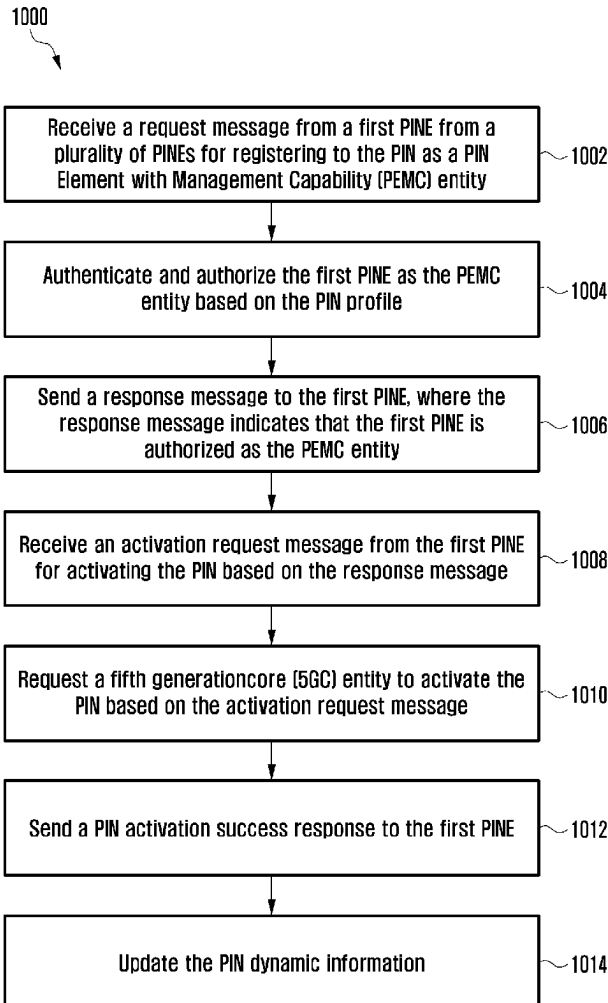 1000
Receive a request message from a first PINE from a
plurality of PINEs for registering to the PIN as a PIN
Element with Management Capability (PEMC) entity
1002
Authenticate and authorize the first PINE as the PEMC
entity based on the PIN profile
1004
Send a response message to the first PINE, where the
response message indicates that the first PINE is
authorized as the PEMC entity
1006
Receive an activation request message from the first PINE
for activating the PIN based on the response message
1008
Request a fifth generationcore (5GC) entity to activate the
PIN based on the activation request message
1010
Send a PIN activation success response to the first PINE
1012
Update the PIN dynamic information
1014